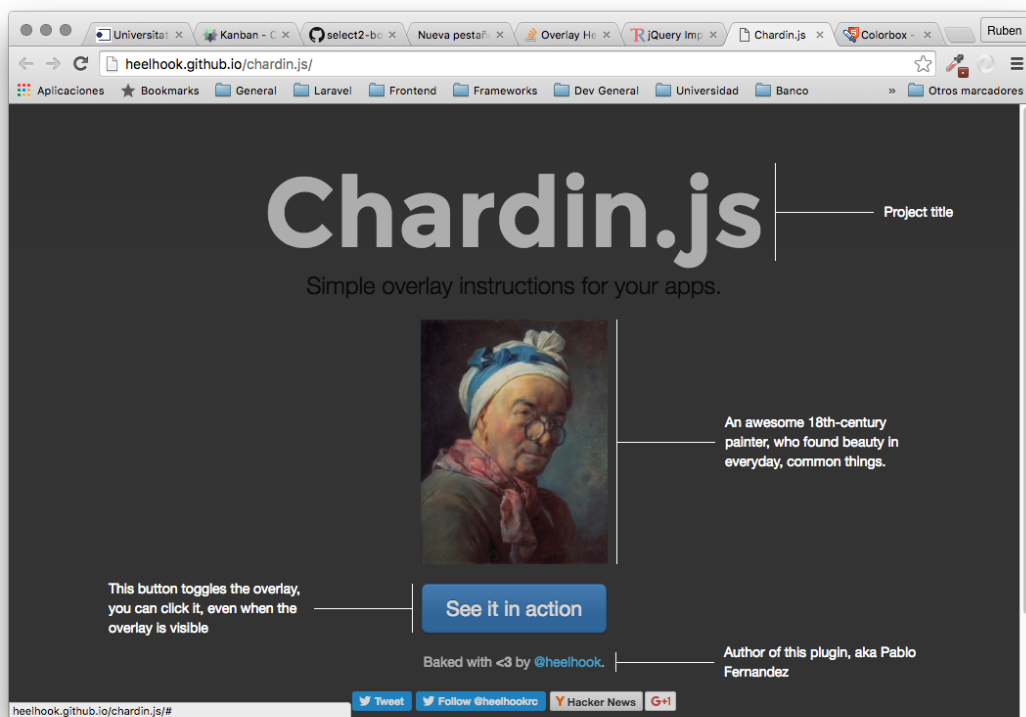 Universitat
Kanban - C
select2-bo
Nueva pestañ
Overlay He
jQuery Imp
Chardin.js
Colorbox -
Ruben
heelhook.github.io/chardin.js/
Aplicaciones
Bookmarks
General
Laravel
Frontend
Frameworks
Dev General
Universidad
Banco
»
Otros marcadores
Chardin.js
Project title
Simple overlay instructions for your apps.
An awesome 18th-century
painter, who found beauty in
everyday, common things.
This button toggles the overlay,
you can click it, even when the
overlay is visible
See it in action
Baked with <3 by @heelhook.
Author of this plugin, aka Pablo
Fernandez
Tweet
Follow @heelhookrc
Y Hacker News
G+1
heelhook.github.io/chardin.js/#